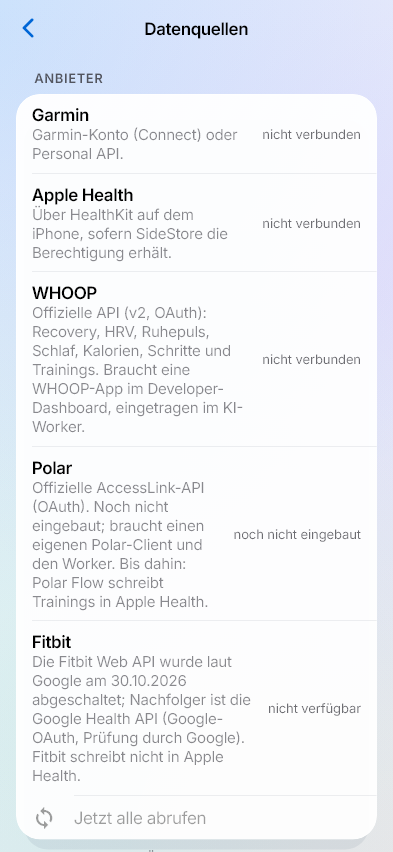 Datenquellen
ANBIETER
Garmin
Garmin-Konto (Connect) oder
Personal API.
nicht verbunden
Apple Health
Über HealthKit auf dem
iPhone, sofern SideStore die
Berechtigung erhält.
nicht verbunden
WHOOP
Offizielle API (v2, OAuth):
Recovery, HRV, Ruhepuls,
Schlaf, Kalorien, Schritte und
Trainings. Braucht eine
WHOOP-App im Developer-
Dashboard, eingetragen im KI-
Worker.
nicht verbunden
Polar
Offizielle AccessLink-API
(OAuth). Noch nicht
eingebaut; braucht einen
eigenen Polar-Client und
den Worker. Bis dahin:
Polar Flow schreibt
Trainings in Apple Health.
noch nicht eingebaut
Fitbit
Die Fitbit Web API wurde laut
Google am 30.10.2026
abgeschaltet; Nachfolger ist die
Google Health API (Google-
OAuth, Prüfung durch Google).
Fitbit schreibt nicht in Apple
Health.
nicht verfügbar
Jetzt alle abrufen